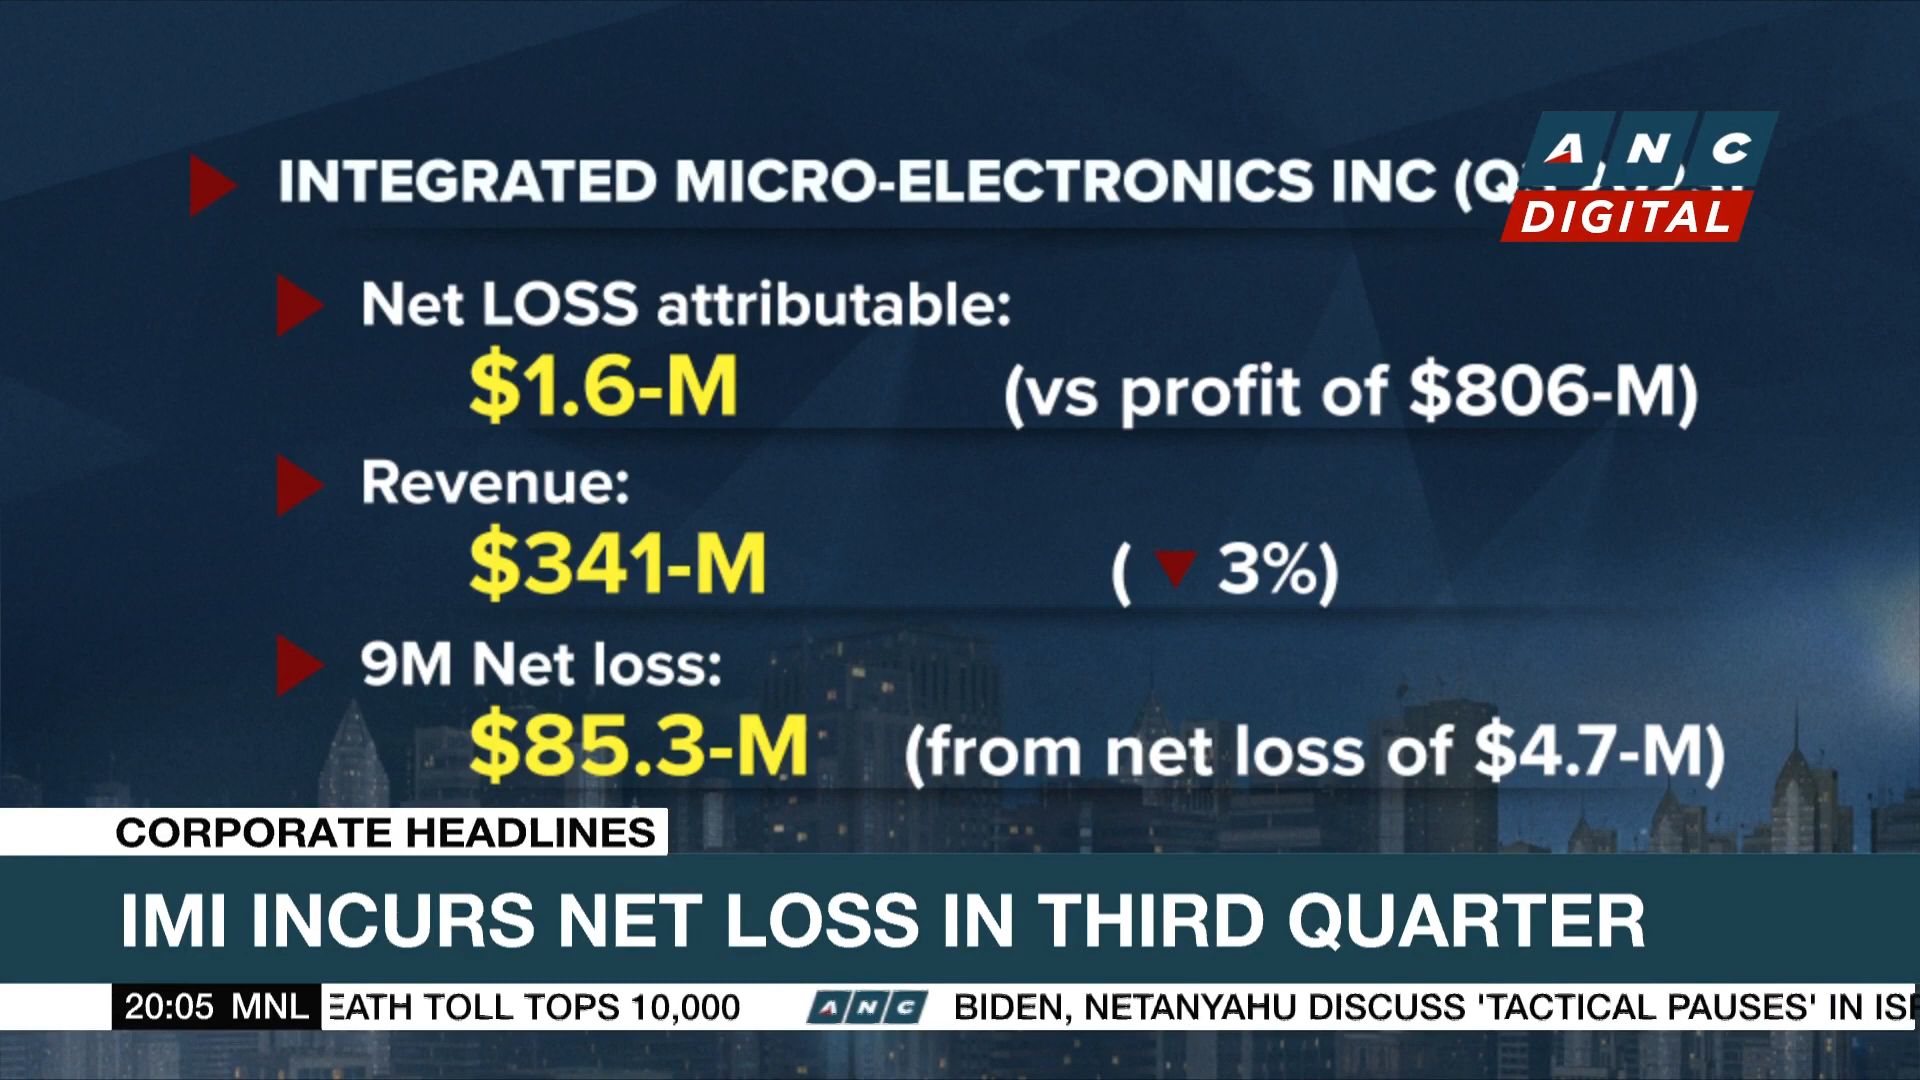 ANC
DIGITAL
INTEGRATED MICRO-ELECTRONICS INC
Net LOSS attributable:
$1.6-M (vs profit of $806-M)
Revenue:
$341-M ( ▼ 3%)
9M Net loss:
$85.3-M (from net loss of $4.7-M)
CORPORATE HEADLINES
IMI INCURS NET LOSS IN THIRD QUARTER
20:05 MNL EATH TOLL TOPS 10,000 ANC BIDEN, NETANYAHU DISCUSS 'TACTICAL PAUSES' IN